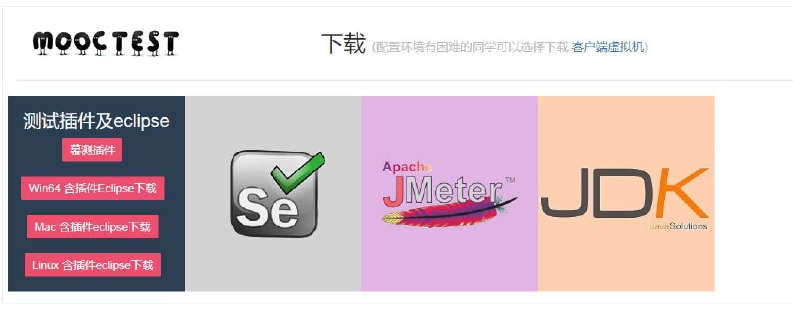 MOOCTEST
下载 (配置环境有困难的同学可以选择下载 客户端虚拟机)
测试插件及eclipse
慕测插件
Win64 含插件Eclipse下载
Mac 含插件eclipse下载
Linux 含插件eclipse下载
Se
Apache
JMeter™
JDK
JavaSolutions